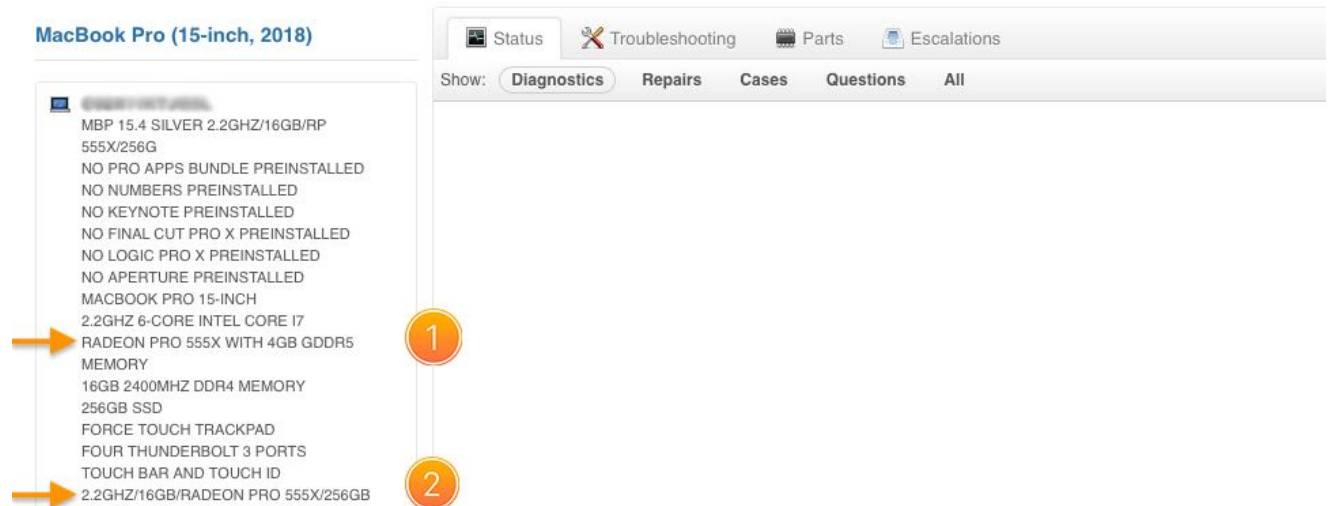 MacBook Pro (15-inch, 2018)
Status Troubleshooting Parts Escalations
Show: Diagnostics Repairs Cases Questions All
MBP 15.4 SILVER 2.2GHZ/16GB/RP
555X/256G
NO PRO APPS BUNDLE PREINSTALLED
NO NUMBERS PREINSTALLED
NO KEYNOTE PREINSTALLED
NO FINAL CUT PRO X PREINSTALLED
NO LOGIC PRO X PREINSTALLED
NO APERTURE PREINSTALLED
MACBOOK PRO 15-INCH
2.2GHZ 6-CORE INTEL CORE I7
RADEON PRO 555X WITH 4GB GDDR5
1
MEMORY
16GB 2400MHZ DDR4 MEMORY
256GB SSD
FORCE TOUCH TRACKPAD
FOUR THUNDERBOLT 3 PORTS
TOUCH BAR AND TOUCH ID
2.2GHZ/16GB/RADEON PRO 555X/256GB
2